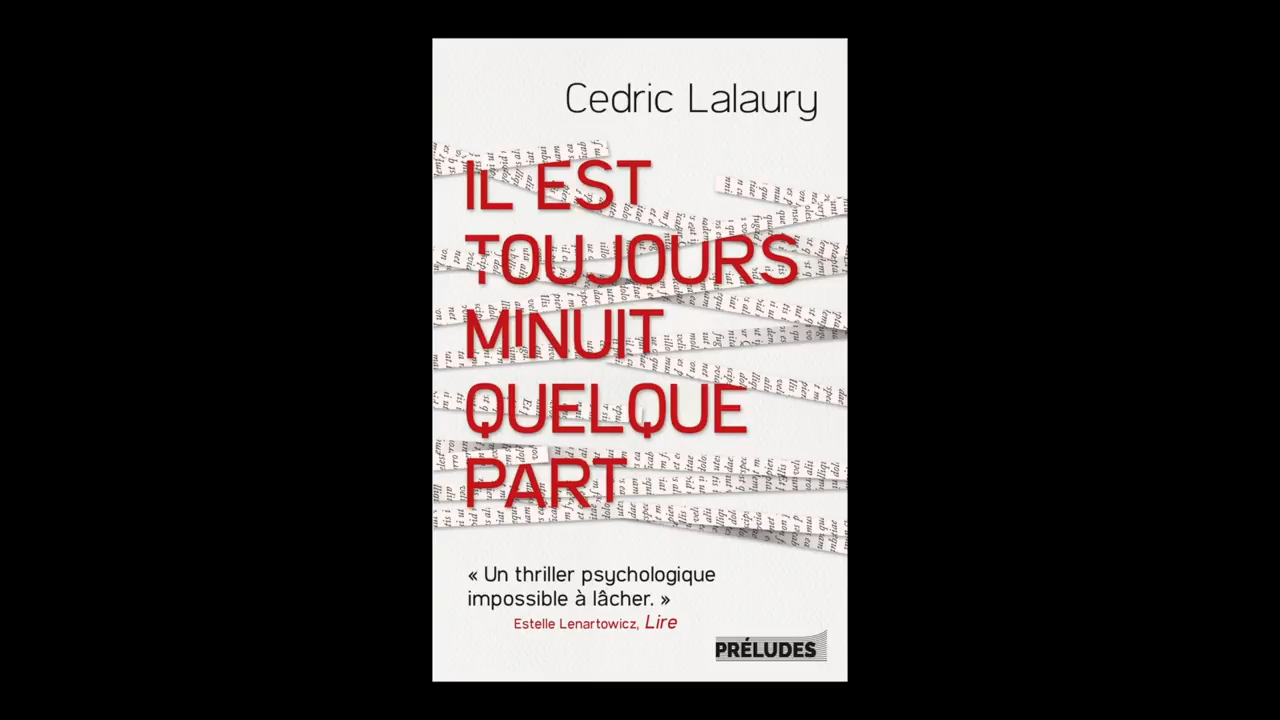 Cedric Lalaury
IL EST
TOUJOURS
MINUIT
QUELQUE
PART
« Un thriller psychologique
impossible à lâcher. »
Estelle Lenartowicz, Lire
PRÉLUDES